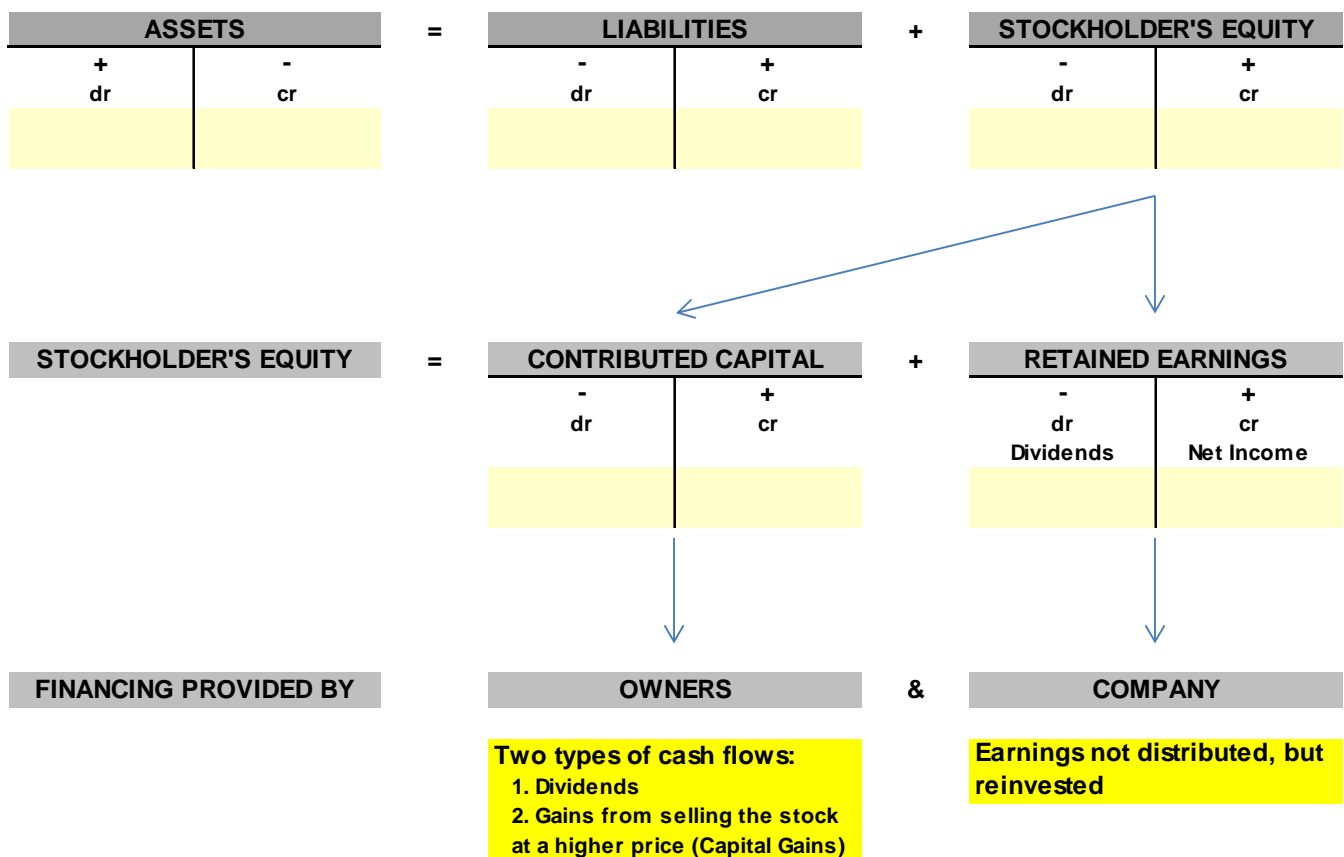 ASSETS = LIABILITIES + STOCKHOLDER'S EQUITY
+ - - + - +
dr cr dr cr dr cr
STOCKHOLDER'S EQUITY = CONTRIBUTED CAPITAL + RETAINED EARNINGS
- + - +
dr cr dr cr
Dividends Net Income
FINANCING PROVIDED BY OWNERS & COMPANY
Two types of cash flows:
1. Dividends
2. Gains from selling the stock
at a higher price (Capital Gains)
Earnings not distributed, but
reinvested